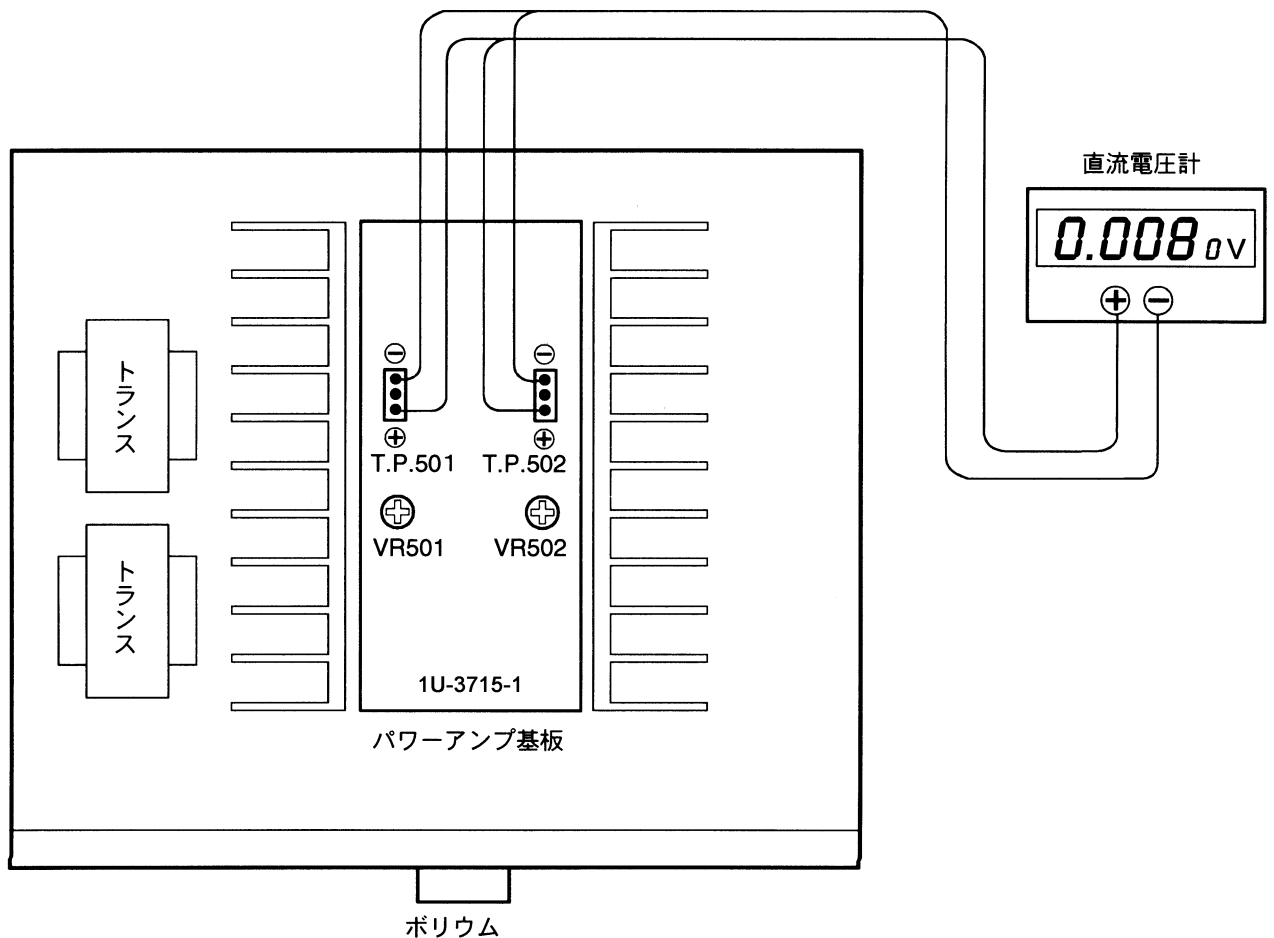 直流電圧計
0.0080V
⊕ ⊖
⊖ ⊖
トランス
⊕ ⊕
T.P.501 T.P.502
VR501 VR502
トランス
1U-3715-1
パワーアンプ基板
ボリウム